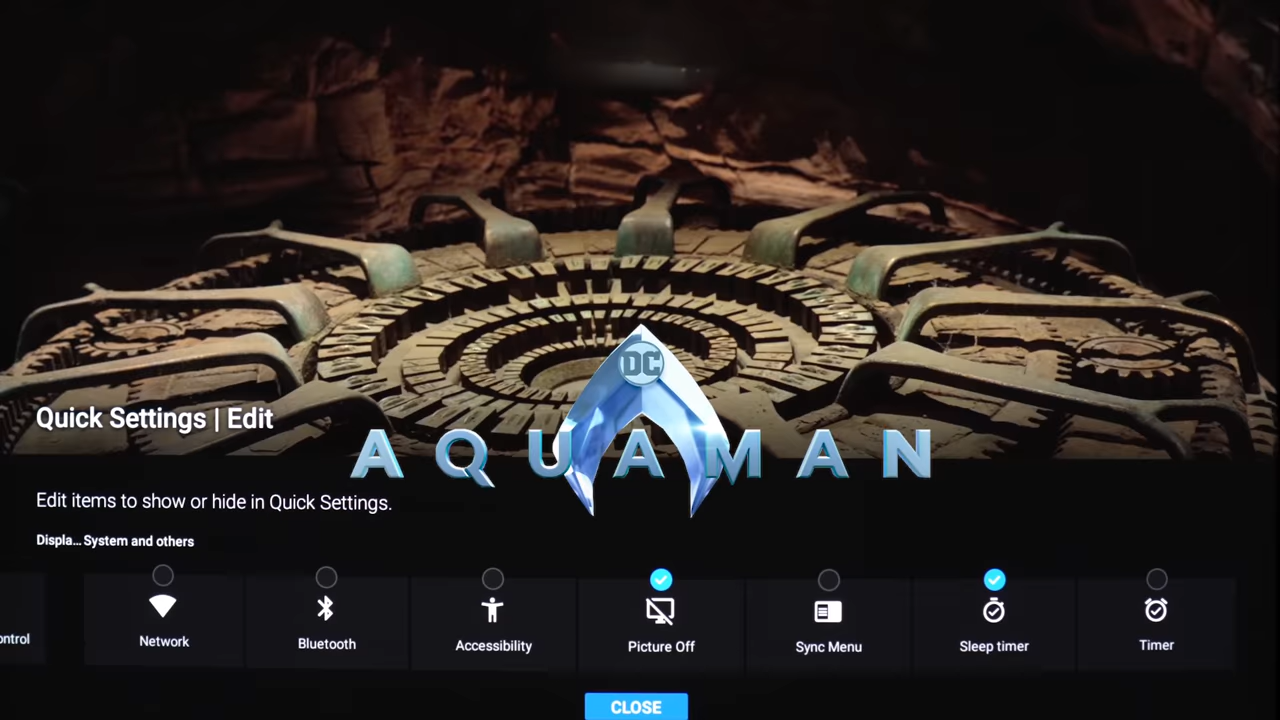 DC
AQUAMAN
Quick Settings | Edit
Edit items to show or hide in Quick Settings.
Displa... System and others
ontrol
Network
Bluetooth
Accessibility
Picture Off
Sync Menu
Sleep timer
Timer
CLOSE